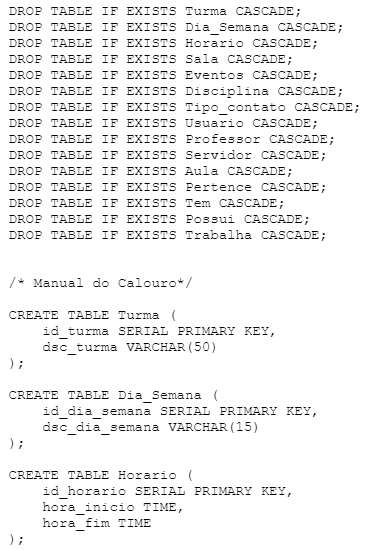 DROP TABLE IF EXISTS Turma CASCADE;
DROP TABLE IF EXISTS Dia_Semana CASCADE;
DROP TABLE IF EXISTS Horario CASCADE;
DROP TABLE IF EXISTS Sala CASCADE;
DROP TABLE IF EXISTS Eventos CASCADE;
DROP TABLE IF EXISTS Disciplina CASCADE;
DROP TABLE IF EXISTS Tipo_contato CASCADE;
DROP TABLE IF EXISTS Usuario CASCADE;
DROP TABLE IF EXISTS Professor CASCADE;
DROP TABLE IF EXISTS Servidor CASCADE;
DROP TABLE IF EXISTS Aula CASCADE;
DROP TABLE IF EXISTS Pertence CASCADE;
DROP TABLE IF EXISTS Tem CASCADE;
DROP TABLE IF EXISTS Possui CASCADE;
DROP TABLE IF EXISTS Trabalha CASCADE;
/* Manual do Calouro*/
CREATE TABLE Turma (
    id_turma SERIAL PRIMARY KEY,
    dsc_turma VARCHAR(50)
);
CREATE TABLE Dia_Semana (
    id_dia_semana SERIAL PRIMARY KEY,
    dsc_dia_semana VARCHAR(15)
);
CREATE TABLE Horario (
    id_horario SERIAL PRIMARY KEY,
    hora_inicio TIME,
    hora_fim TIME
);